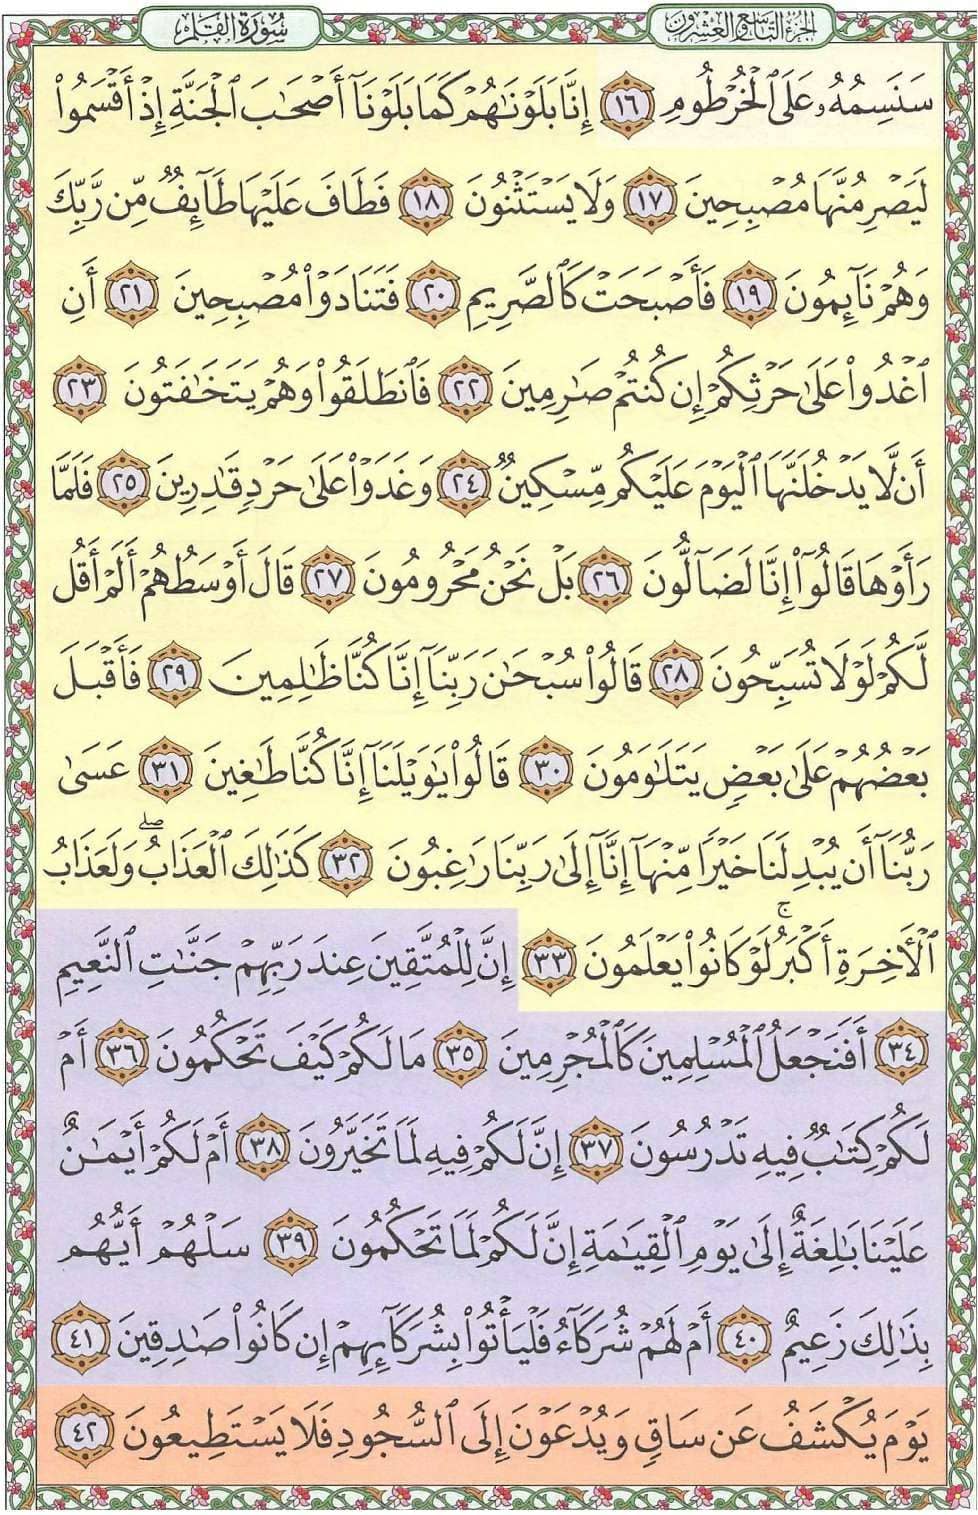 الجزء التاسع والعشرون
سورة القلم
سَنَسِمُهُۥ عَلَى ٱلْخُرْطُومِ ١٦ إِنَّا بَلَوْنَٰهُمْ كَمَا بَلَوْنَآ أَصْحَٰبَ ٱلْجَنَّةِ إِذْ أَقْسَمُوا۟
لَيَصْرِمُنَّهَا مُصْبِحِينَ ١٧ وَلَا يَسْتَثْنُونَ ١٨ فَطَافَ عَلَيْهَا طَآئِفٌ مِّن رَّبِّكَ
وَهُمْ نَآئِمُونَ ١٩ فَأَصْبَحَتْ كَٱلصَّرِيمِ ٢٠ فَتَنَادَوْا۟ مُصْبِحِينَ ٢١ أَنِ
ٱغْدُوا۟ عَلَىٰ حَرْثِكُمْ إِن كُنتُمْ صَٰرِمِينَ ٢٢ فَٱنطَلَقُوا۟ وَهُمْ يَتَخَٰفَتُونَ ٢٣
أَن لَّا يَدْخُلَنَّهَا ٱلْيَوْمَ عَلَيْكُم مِّسْكِينٌ ٢٤ وَغَدَوْا۟ عَلَىٰ حَرْدٍ قَٰدِرِينَ ٢٥ فَلَمَّا
رَأَوْهَا قَالُوٓا۟ إِنَّا لَضَآلُّونَ ٢٦ بَلْ نَحْنُ مَحْرُومُونَ ٢٧ قَالَ أَوْسَطُهُمْ أَلَمْ أَقُل
لَّكُمْ لَوْلَا تُسَبِّحُونَ ٢٨ قَالُوا۟ سُبْحَٰنَ رَبِّنَآ إِنَّا كُنَّا ظَٰلِمِينَ ٢٩ فَأَقْبَلَ
بَعْضُهُمْ عَلَىٰ بَعْضٍ يَتَلَٰوَمُونَ ٣٠ قَالُوا۟ يَٰوَيْلَنَآ إِنَّا كُنَّا طَٰغِينَ ٣١ عَسَىٰ
رَبُّنَآ أَن يُبْدِلَنَا خَيْرًا مِّنْهَآ إِنَّآ إِلَىٰ رَبِّنَا رَٰغِبُونَ ٣٢ كَذَٰلِكَ ٱلْعَذَابُ ۖ وَلَعَذَابُ
ٱلْءَاخِرَةِ أَكْبَرُ ۚ لَوْ كَانُوا۟ يَعْلَمُونَ ٣٣ إِنَّ لِلْمُتَّقِينَ عِندَ رَبِّهِمْ جَنَّٰتِ ٱلنَّعِيمِ
٣٤ أَفَنَجْعَلُ ٱلْمُسْلِمِينَ كَٱلْمُجْرِمِينَ ٣٥ مَا لَكُمْ كَيْفَ تَحْكُمُونَ ٣٦ أَمْ
لَكُمْ كِتَٰبٌ فِيهِ تَدْرُسُونَ ٣٧ إِنَّ لَكُمْ فِيهِ لَمَا تَخَيَّرُونَ ٣٨ أَمْ لَكُمْ أَيْمَٰنٌ
عَلَيْنَا بَٰلِغَةٌ إِلَىٰ يَوْمِ ٱلْقِيَٰمَةِ إِنَّ لَكُمْ لَمَا تَحْكُمُونَ ٣٩ سَلْهُمْ أَيُّهُم
بِذَٰلِكَ زَعِيمٌ ٤٠ أَمْ لَهُمْ شُرَكَآءُ فَلْيَأْتُوا۟ بِشُرَكَآئِهِمْ إِن كَانُوا۟ صَٰدِقِينَ ٤١
يَوْمَ يُكْشَفُ عَن سَاقٍ وَيُدْعَوْنَ إِلَى ٱلسُّجُودِ فَلَا يَسْتَطِيعُونَ ٤٢